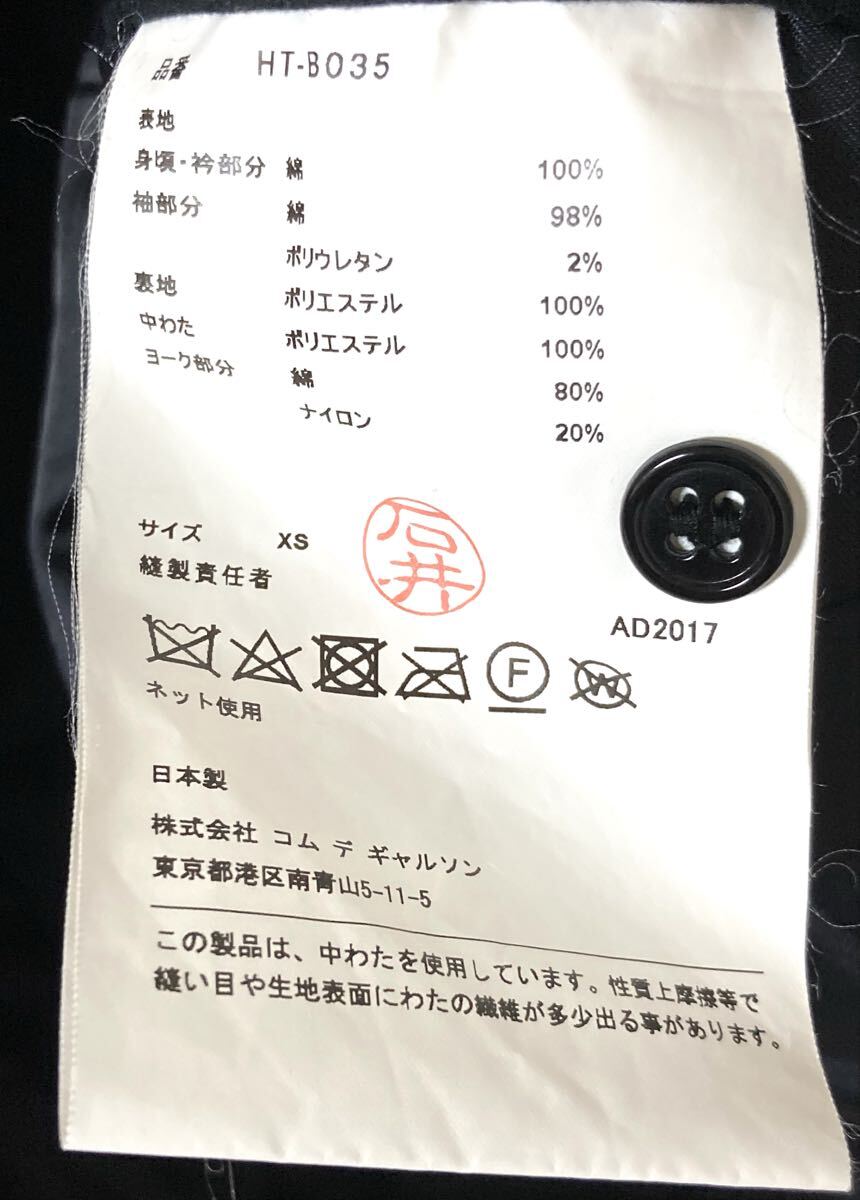 品番 HT-B035
表地
身頃・衿部分 綿 100%
袖部分 綿 98%
ポリウレタン 2%
裏地 ポリエステル 100%
中わた ポリエステル 100%
ヨーク部分 綿 80%
ナイロン 20%
サイズ XS
縫製責任者
石井
AD2017
F
W
ネット使用
日本製
株式会社 コム デ ギャルソン
東京都港区南青山5-11-5
この製品は、中わたを使用しています。性質上摩擦等で
縫い目や生地表面にわたの繊維が多少出る事があります。